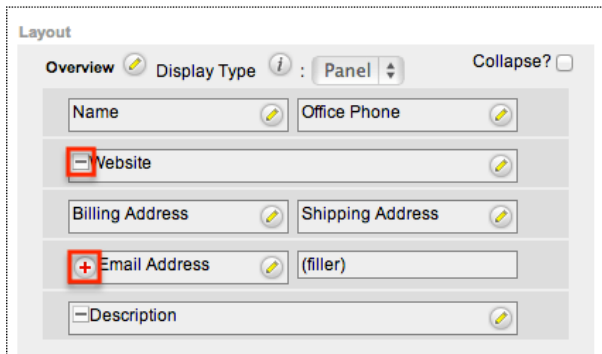 Layout
Overview Display Type i : Panel Collapse?
Name Office Phone
Website
Billing Address Shipping Address
Email Address (filler)
Description